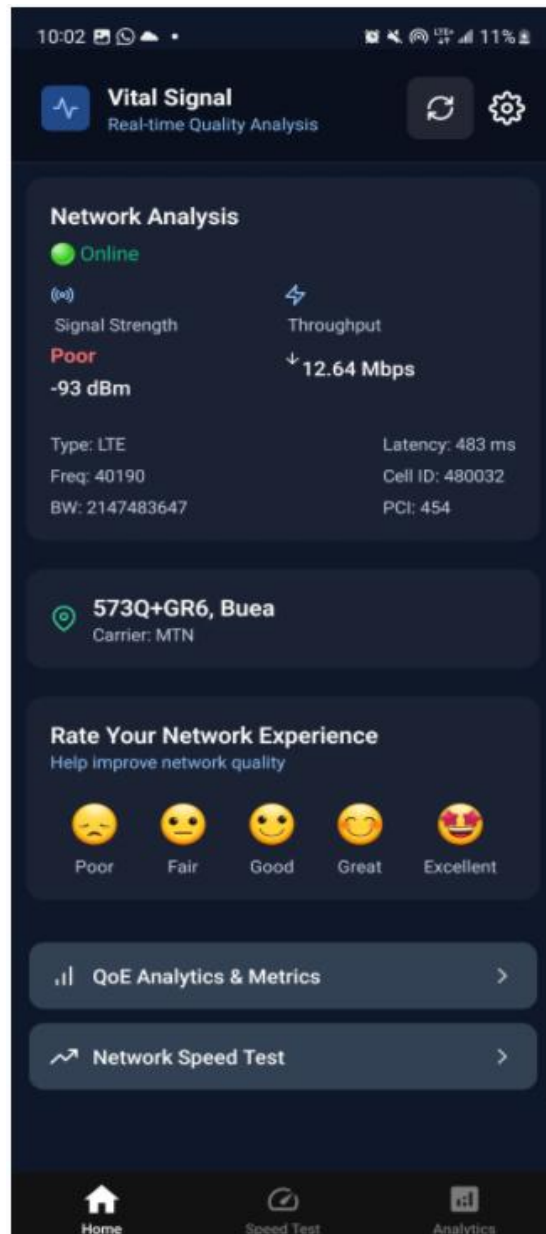 10:02
LTE+
11%
Vital Signal
Real-time Quality Analysis
Network Analysis
Online
Signal Strength
Throughput
Poor
↓12.64 Mbps
-93 dBm
Type: LTE
Latency: 483 ms
Freq: 40190
Cell ID: 480032
BW: 2147483647
PCI: 454
573Q+GR6, Buea
Carrier: MTN
Rate Your Network Experience
Help improve network quality
Poor Fair Good Great Excellent
QoE Analytics & Metrics
Network Speed Test
Home Speed Test Analytics